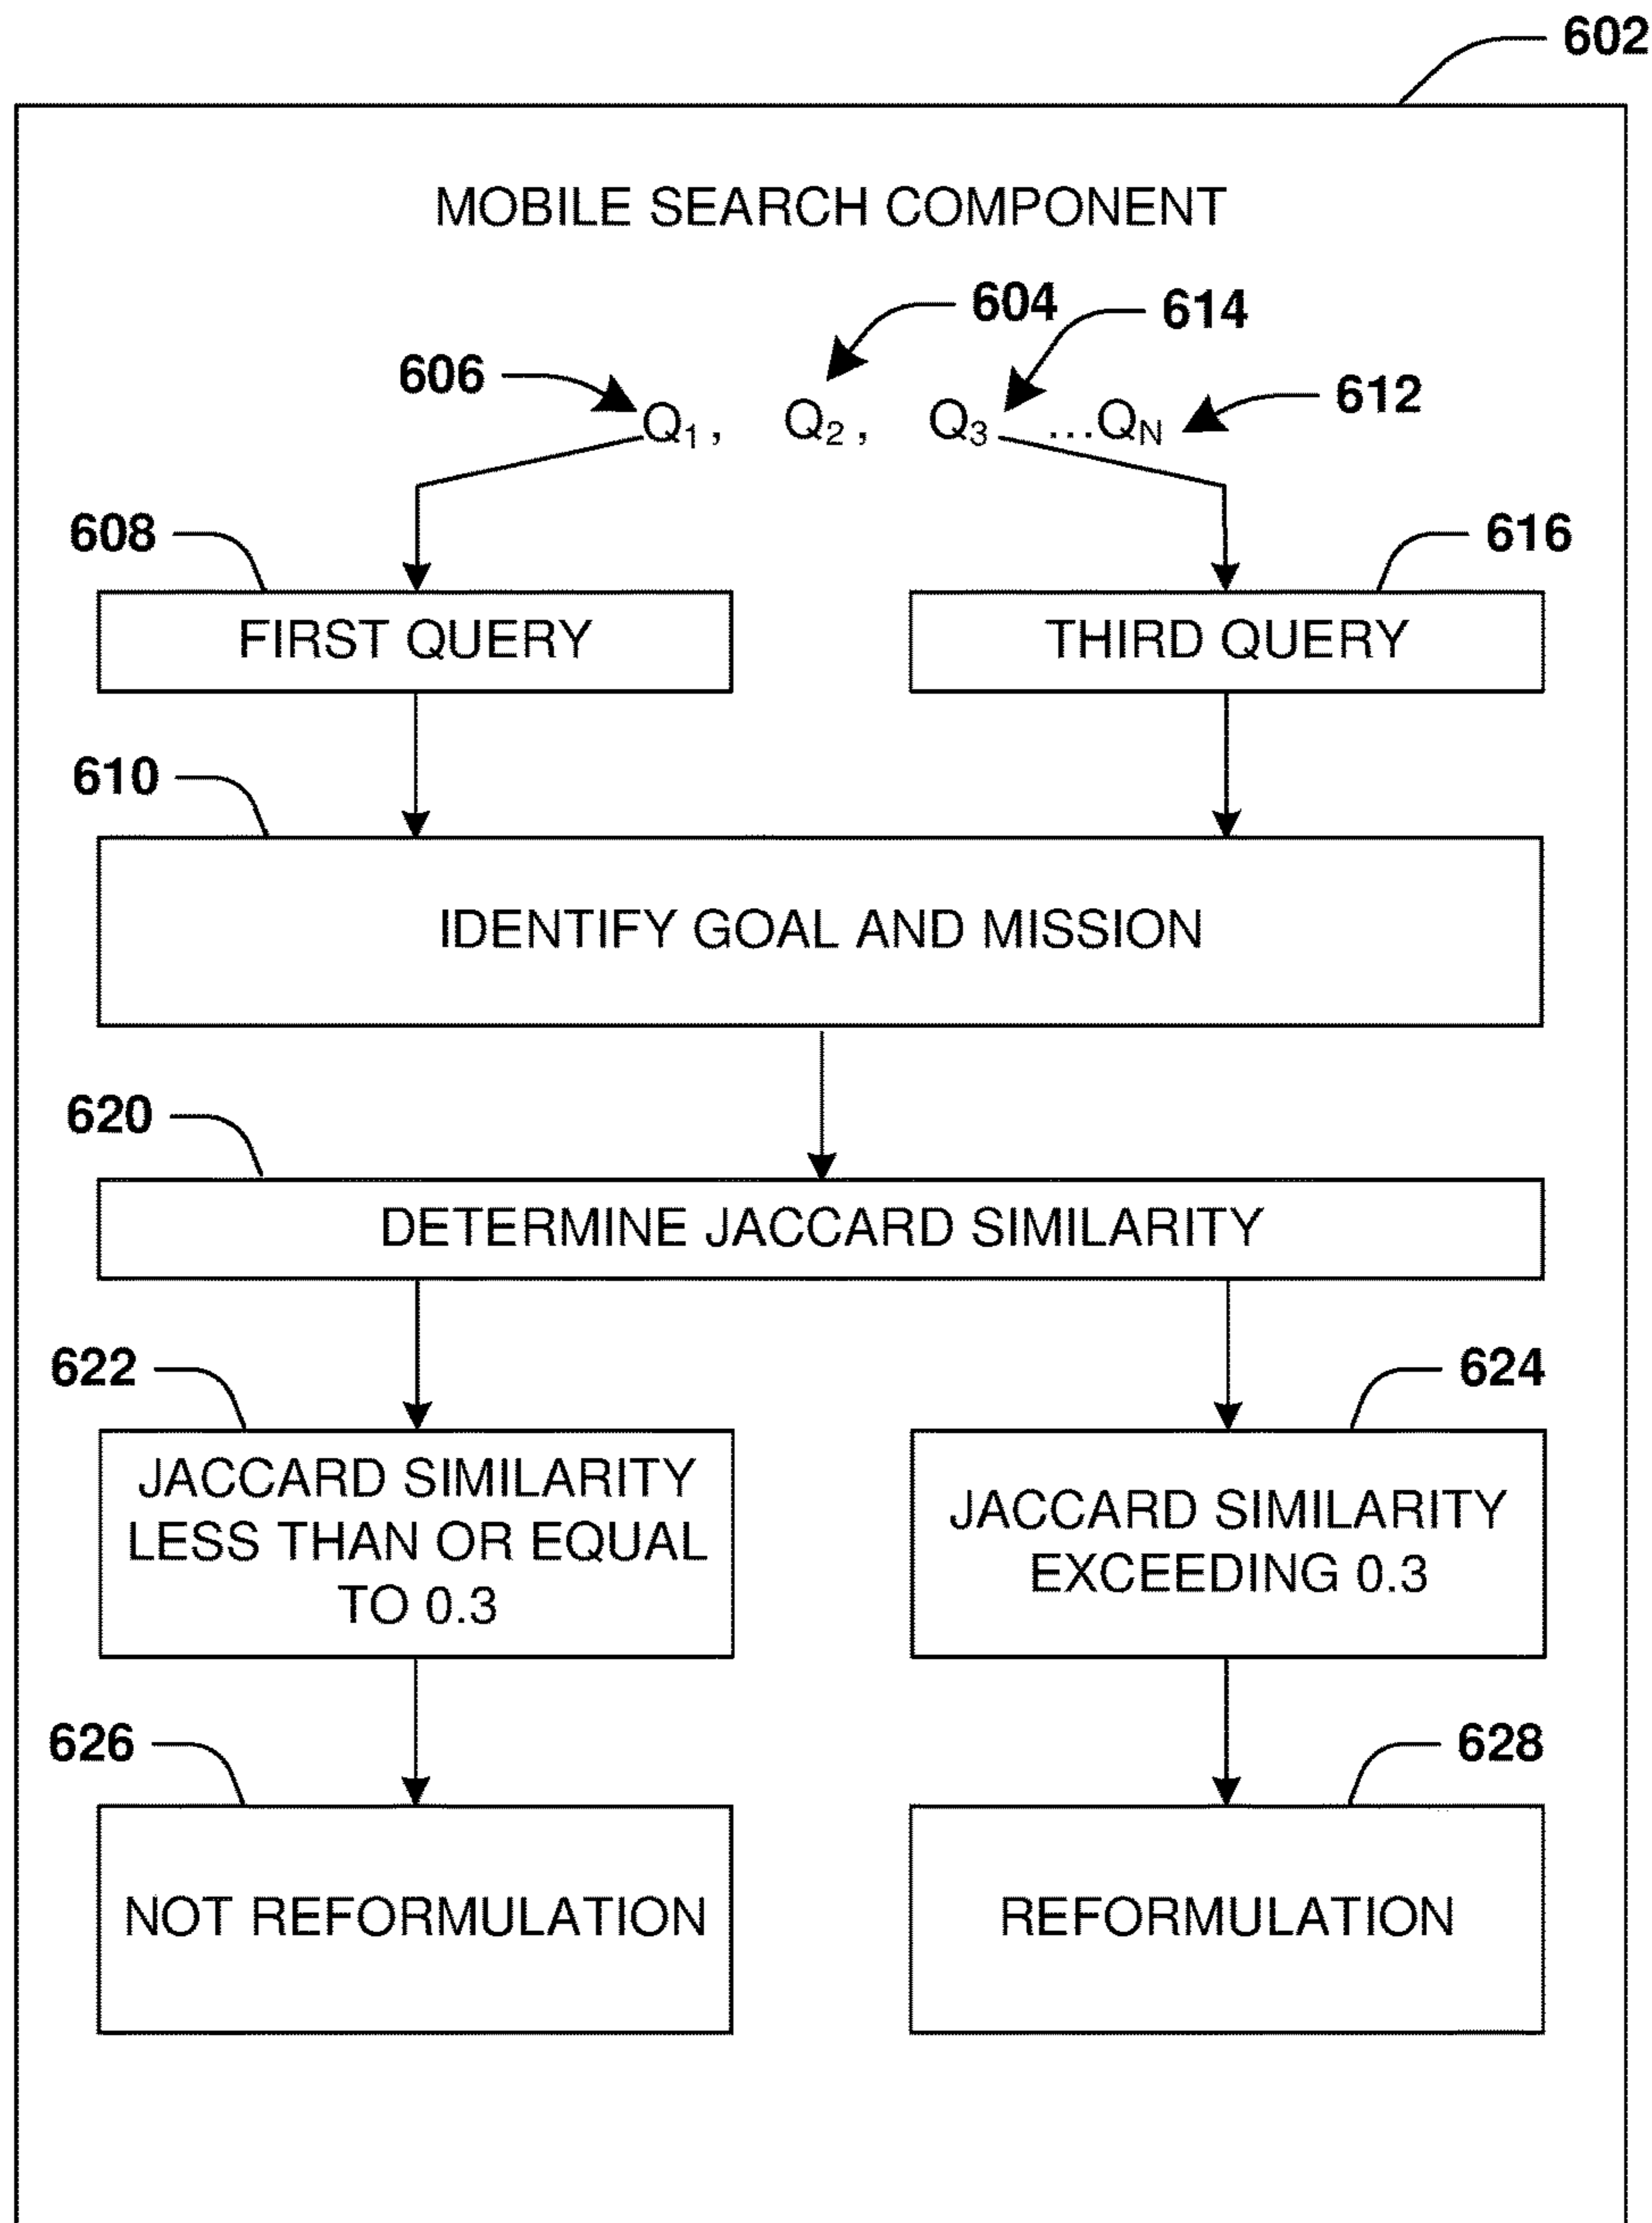 602
MOBILE SEARCH COMPONENT
604
614
606
612
Q₁, Q₂, Q₃ ...Qₙ
608
616
FIRST QUERY
THIRD QUERY
610
IDENTIFY GOAL AND MISSION
620
DETERMINE JACCARD SIMILARITY
622
624
JACCARD SIMILARITY
LESS THAN OR EQUAL
TO 0.3
JACCARD SIMILARITY
EXCEEDING 0.3
626
628
NOT REFORMULATION
REFORMULATION